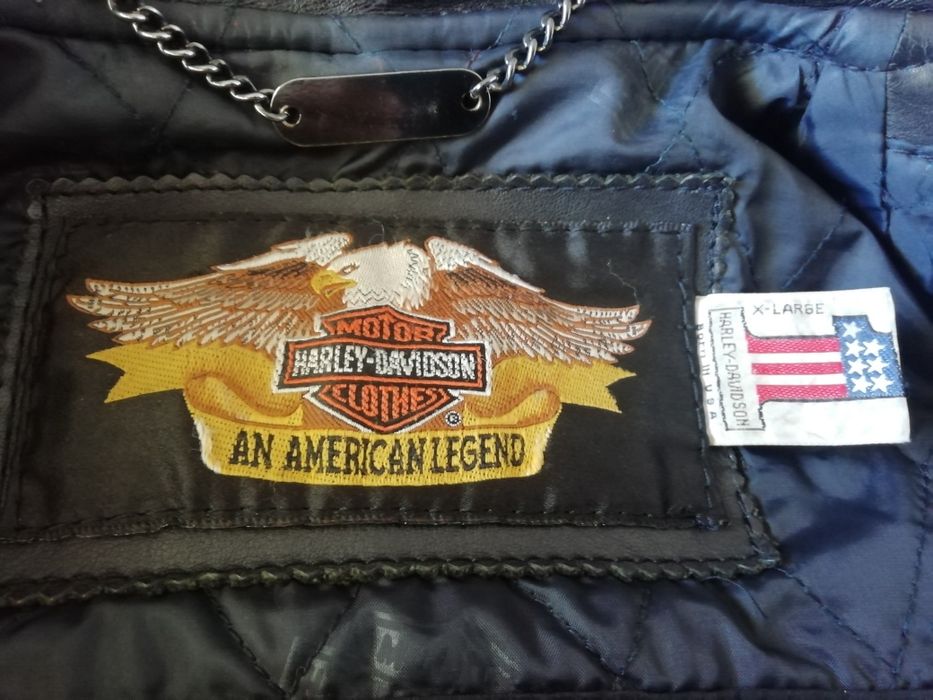 MOTOR
HARLEY-DAVIDSON
CLOTHES
®
AN AMERICAN LEGEND
X-LARGE
HARLEY-DAVIDSON